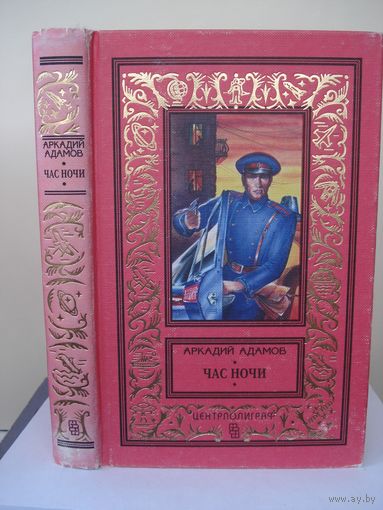 АРКАДИЙ
АДАМОВ
ЧАС НОЧИ
АРКАДИЙ АДАМОВ
ЧАС НОЧИ
ЦЕНТРПОЛИГРАФ
www.ay.by